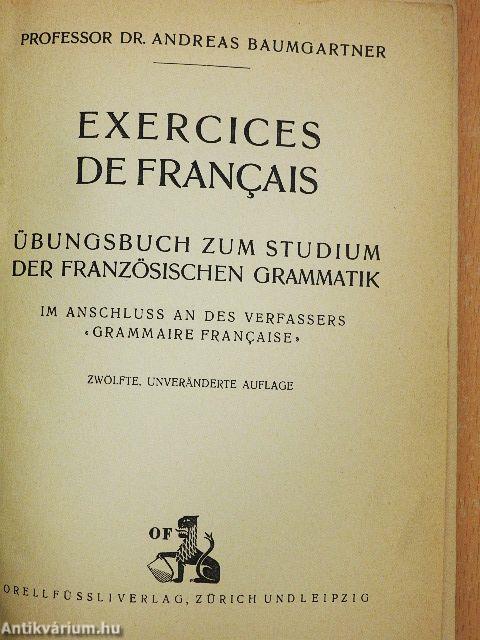 PROFESSOR DR. ANDREAS BAUMGARTNER
EXERCICES
DE FRANÇAIS
ÜBUNGSBUCH ZUM STUDIUM
DER FRANZÖSISCHEN GRAMMATIK
IM ANSCHLUSS AN DES VERFASSERS
«GRAMMAIRE FRANÇAISE»
ZWÖLFTE, UNVERÄNDERTE AUFLAGE
OF
ORELL FÜSSLI VERLAG, ZÜRICH UND LEIPZIG
Antikvárium.hu